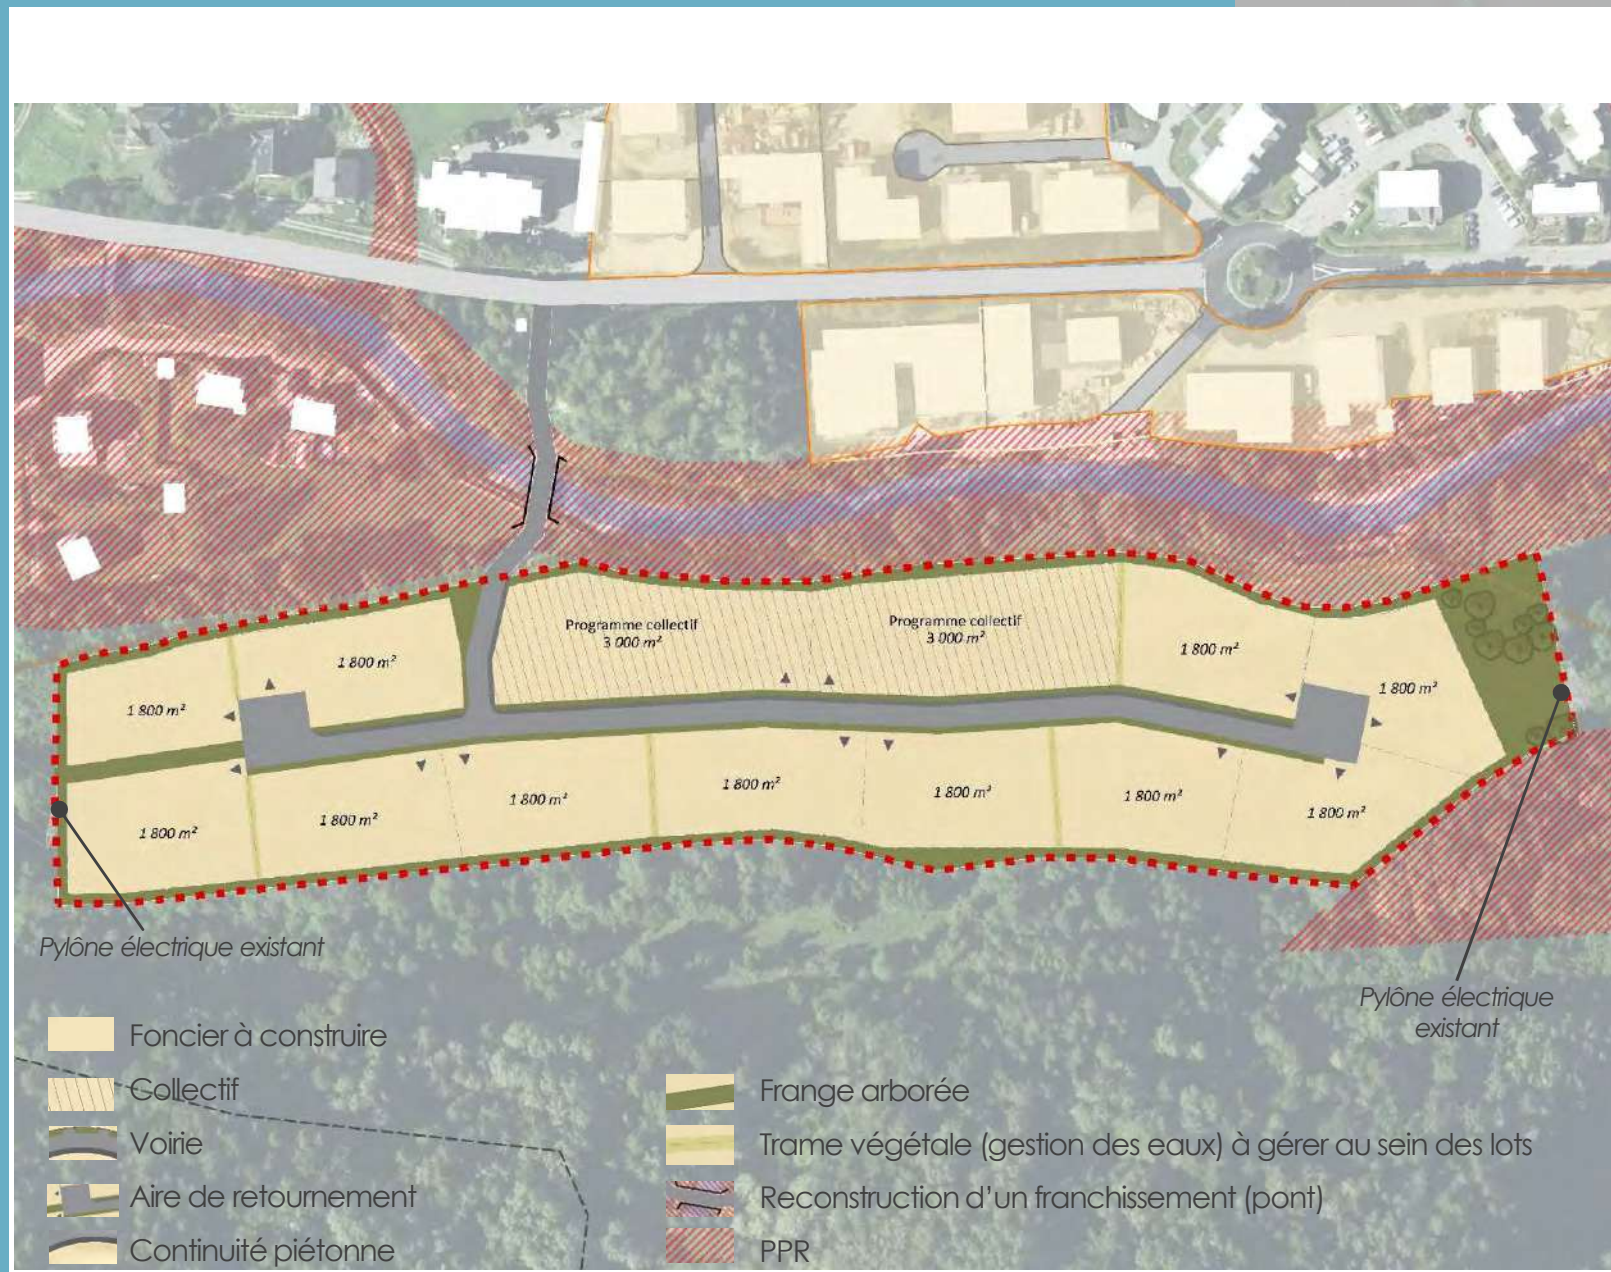 Programme collectif
3 000 m²
Programme collectif
3 000 m²
1 800 m²
1 800 m²
1 800 m²
1 800 m²
1 800 m²
1 800 m²
1 800 m²
1 800 m²
1 800 m²
1 800 m²
1 800 m²
Pylône électrique existant
Pylône électrique
existant
Foncier à construire
Collectif
Voirie
Aire de retournement
Continuité piétonne
Frange arborée
Trame végétale (gestion des eaux) à gérer au sein des lots
Reconstruction d'un franchissement (pont)
PPR